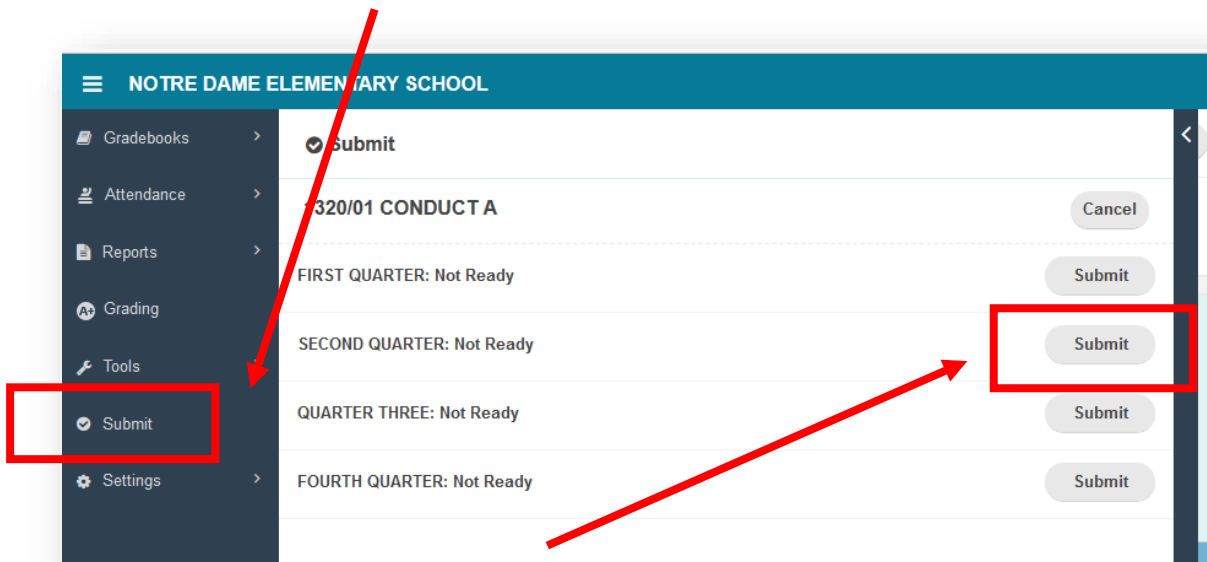 NOTRE DAME ELEMENTARY SCHOOL
Gradebooks
Attendance
Reports
A+ Grading
Tools
Submit
Settings
Submit
1320/01 CONDUCT A
Cancel
FIRST QUARTER: Not Ready Submit
SECOND QUARTER: Not Ready Submit
QUARTER THREE: Not Ready Submit
FOURTH QUARTER: Not Ready Submit